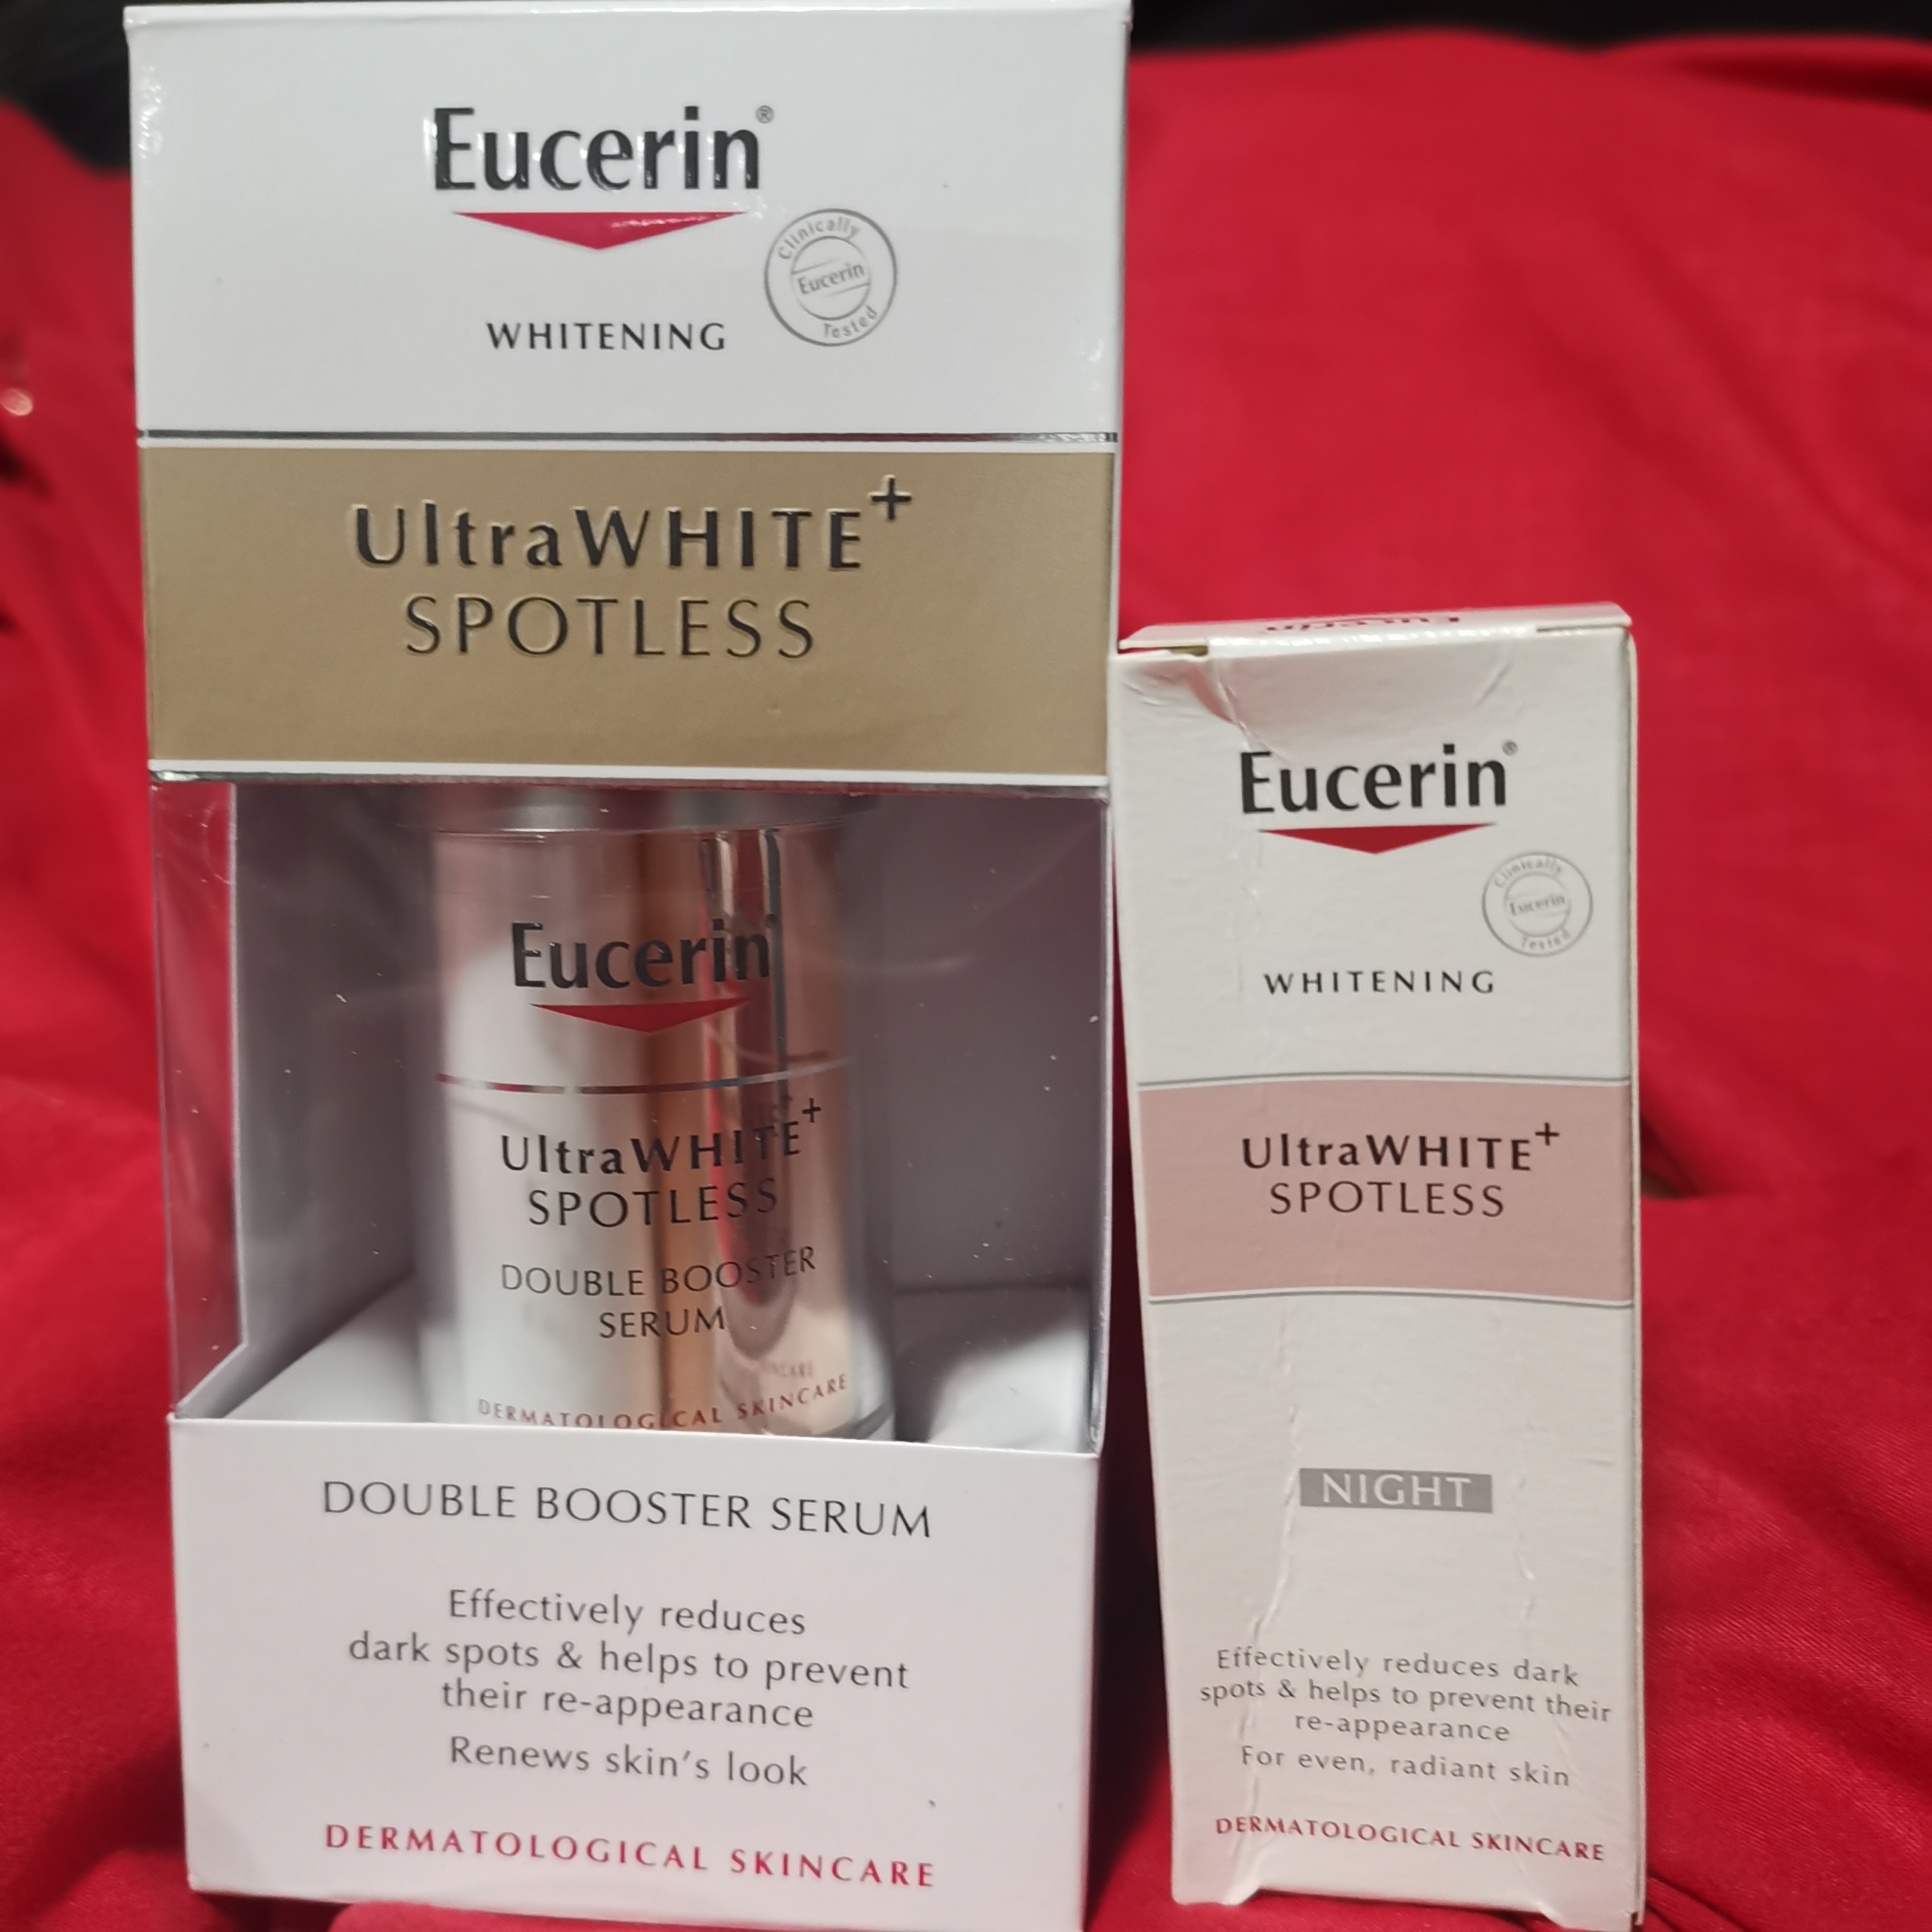 Eucerin®
Clinically
Eucerin
Tested
WHITENING
UltraWHITE+
SPOTLESS
Eucerin
UltraWHITE+
SPOTLESS
DOUBLE BOOSTER
SERUM
DERMATOLOGICAL SKINCARE
DOUBLE BOOSTER SERUM
Effectively reduces
dark spots & helps to prevent
their re-appearance
Renews skin's look
DERMATOLOGICAL SKINCARE
Eucerin
Eucerin®
Clinically
Eucerin
Tested
WHITENING
UltraWHITE+
SPOTLESS
NIGHT
Effectively reduces dark
spots & helps to prevent their
re-appearance
For even, radiant skin
DERMATOLOGICAL SKINCARE